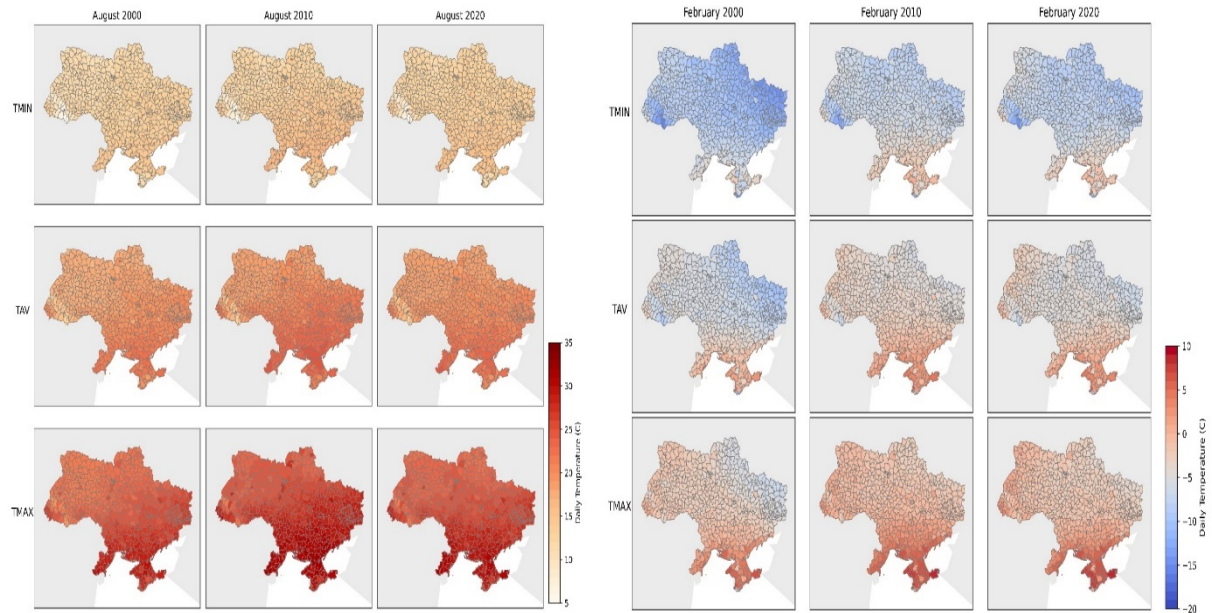 August 2000 August 2010 August 2020
TMIN
TAV
TMAX
35
30
25
20
15
10
5
Daily Temperature (C)
February 2000 February 2010 February 2020
TMIN
TAV
TMAX
10
5
0
−5
−10
−15
−20
Daily Temperature (C)